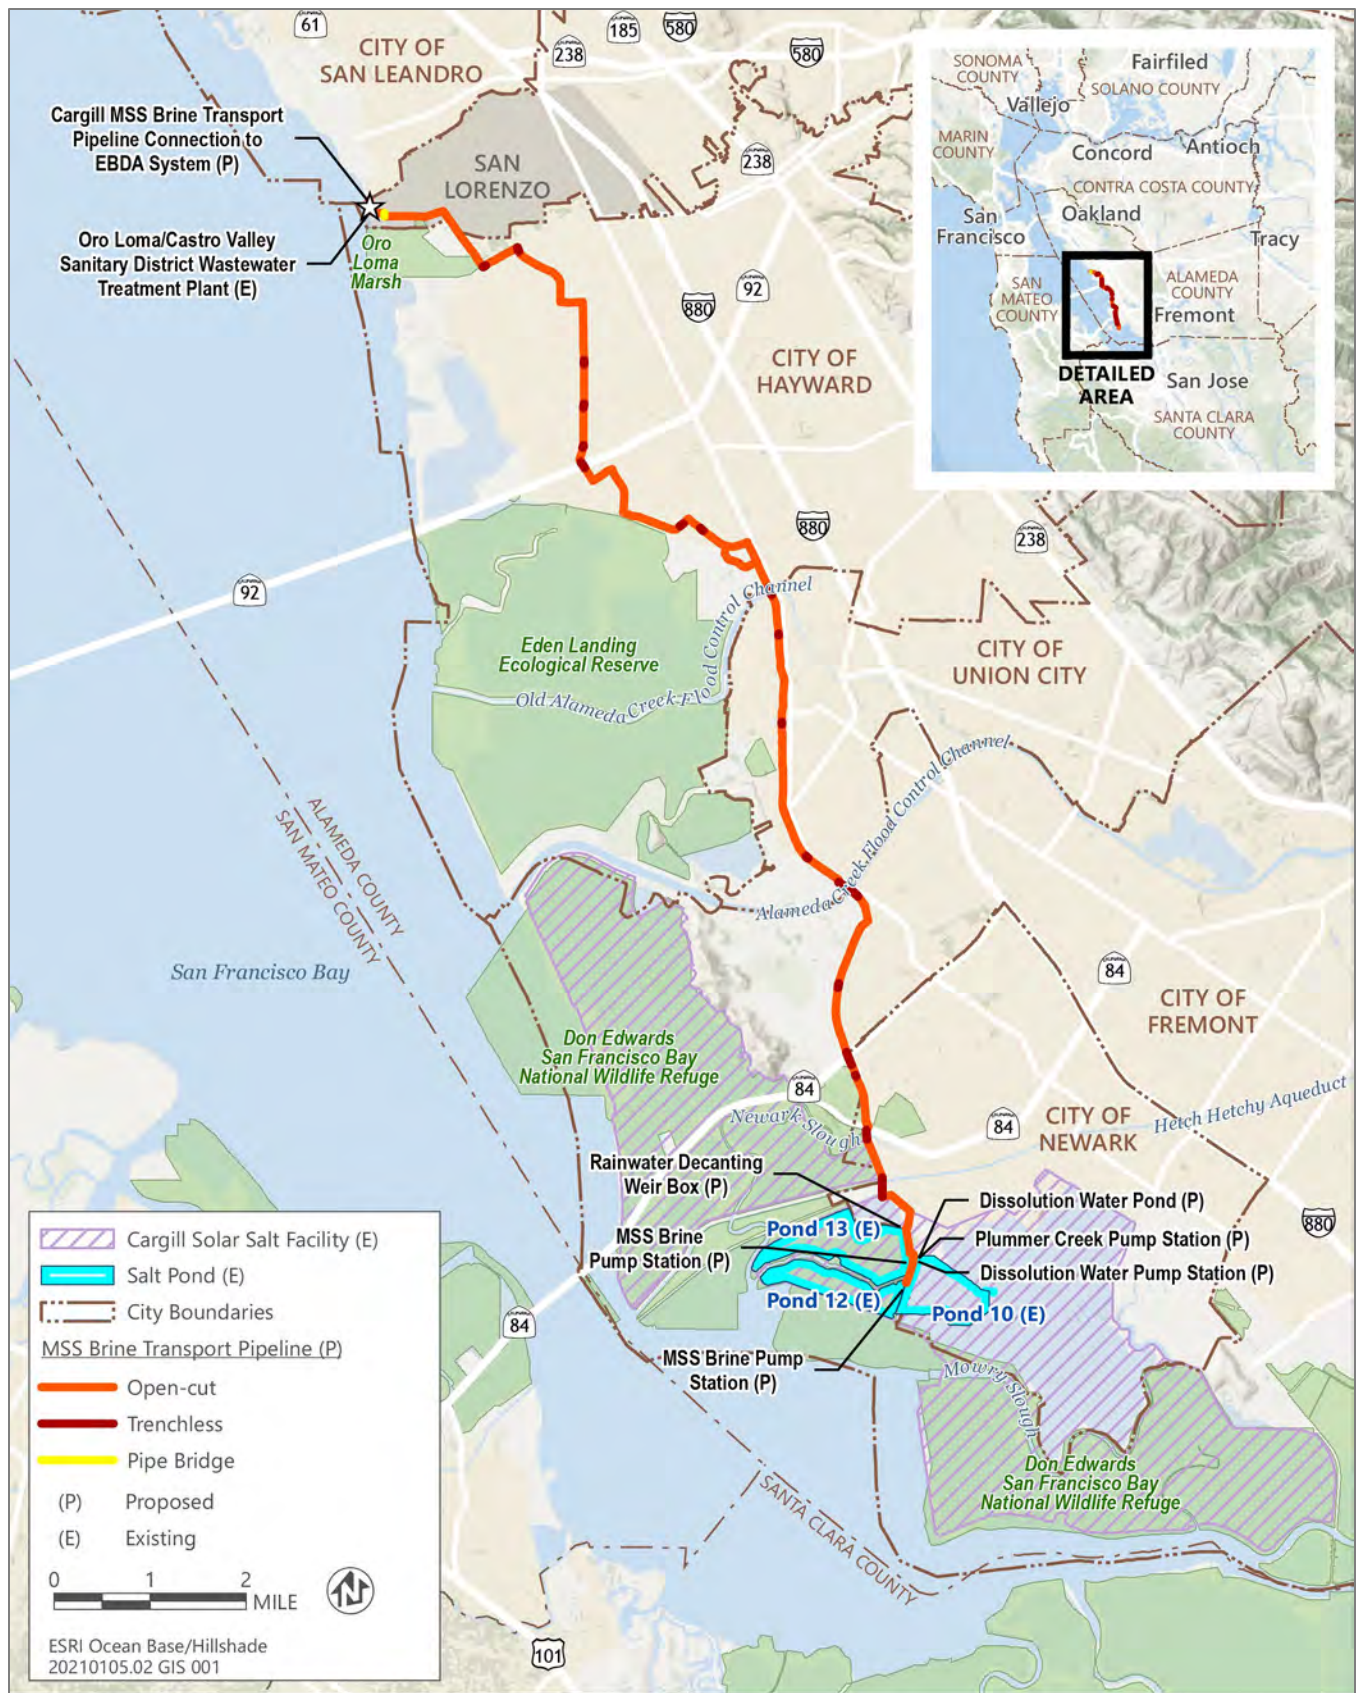 61
185
580
238
580
CITY OF
SAN LEANDRO
Cargill MSS Brine Transport
Pipeline Connection to
EBDA System (P)
SAN
LORENZO
238
Oro Loma/Castro Valley
Sanitary District Wastewater
Treatment Plant (E)
Oro
Loma
Marsh
92
880
CITY OF
HAYWARD
SONOMA
COUNTY
Fairfiled
SOLANO COUNTY
Vallejo
MARIN
COUNTY
Concord
Antioch
CONTRA COSTA COUNTY
San
Francisco
Oakland
Tracy
SAN
MATEO
COUNTY
ALAMEDA
COUNTY
Fremont
DETAILED
AREA
San Jose
SANTA CLARA
COUNTY
880
238
92
Eden Landing
Ecological Reserve
Old Alameda Creek Flood Control Channel
CITY OF
UNION CITY
ALAMEDA COUNTY
SAN MATEO COUNTY
Alameda Creek Flood Control Channel
San Francisco Bay
84
CITY OF
FREMONT
Don Edwards
San Francisco Bay
National Wildlife Refuge
84
Newark Slough
84
CITY OF
NEWARK
Hetch Hetchy Aqueduct
Rainwater Decanting
Weir Box (P)
Dissolution Water Pond (P)
MSS Brine
Pump Station (P)
Pond 13 (E)
Plummer Creek Pump Station (P)
Dissolution Water Pump Station (P)
880
Pond 12 (E)
Pond 10 (E)
84
MSS Brine Pump
Station (P)
Mowry Slough
Don Edwards
San Francisco Bay
National Wildlife Refuge
SANTA CLARA COUNTY
101
Cargill Solar Salt Facility (E)
Salt Pond (E)
City Boundaries
MSS Brine Transport Pipeline (P)
Open-cut
Trenchless
Pipe Bridge
(P) Proposed
(E) Existing
0 1 2
MILE
N
ESRI Ocean Base/Hillshade
20210105.02 GIS 001